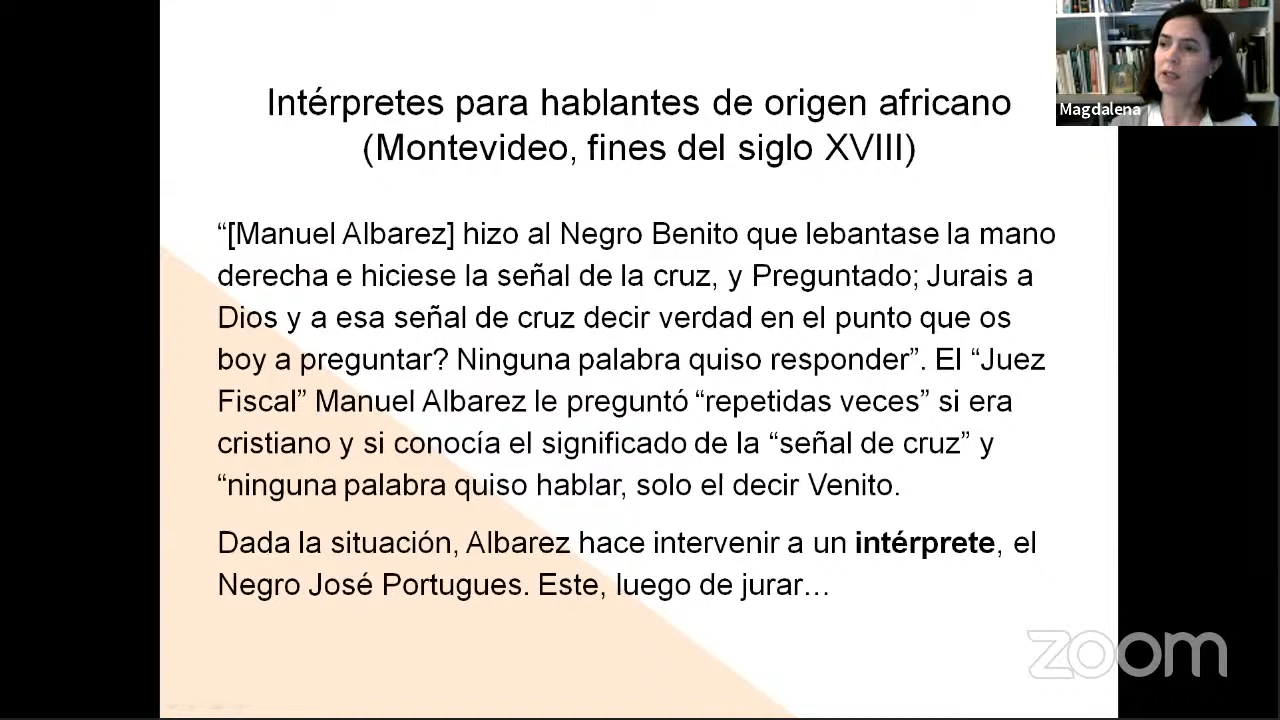 Intérpretes para hablantes de origen africano
(Montevideo, fines del siglo XVIII)
Magdalena
“[Manuel Albarez] hizo al Negro Benito que lebantase la mano
derecha e hiciese la señal de la cruz, y Preguntado; Jurais a
Dios y a esa señal de cruz decir verdad en el punto que os
boy a preguntar? Ninguna palabra quiso responder”. El “Juez
Fiscal” Manuel Albarez le preguntó “repetidas veces” si era
cristiano y si conocía el significado de la “señal de cruz” y
“ninguna palabra quiso hablar, solo el decir Venito.
Dada la situación, Albarez hace intervenir a un intérprete, el
Negro José Portugues. Este, luego de jurar…
zoom